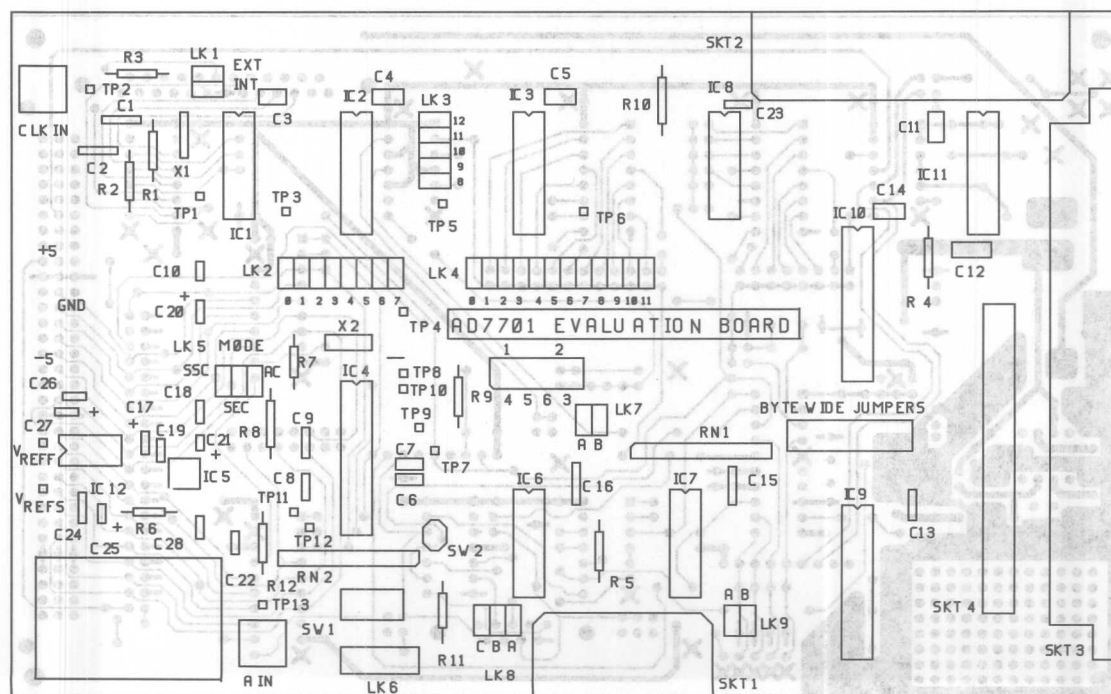 SKT2
R3
LK1
EXT
INT
TP2
C4
C5
IC8
C1
C3
IC2
LK3
IC3
R10
C23
CLKIN
12
11
10
9
8
C11
C2
X1
R2
R1
IC11
TP1
TP3
TP5
TP6
C14
IC1
IC10
+5
C10
LK2
LK4
C12
+
C20
0 1 2 3 4 5 6 7
0 1 2 3 4 5 6 7 8 9 10 11
R4
GND
TP4
AD7701 EVALUATION BOARD
X2
LK5 MODE
-5
SSC
AC
R7
IC4
TP8
TP10
1 2
C26
+
SEC
C18
R9
4 5 6 3
LK7
BYTEWIDE JUMPERS
C27
C17
+
C19
C21
+
R8
C9
TP9
A B
RN1
VREFF
C7
TP7
IC5
C8
C6
IC6
C16
IC7
C15
IC9
VREFS
IC12
TP11
C24
+
C25
R6
C28
TP12
SW2
C13
C22
R12
RN2
R5
TP13
A B
SKT4
SW1
LK9
R11
C B A
SKT3
AIN
LK6
LK8
SKT1